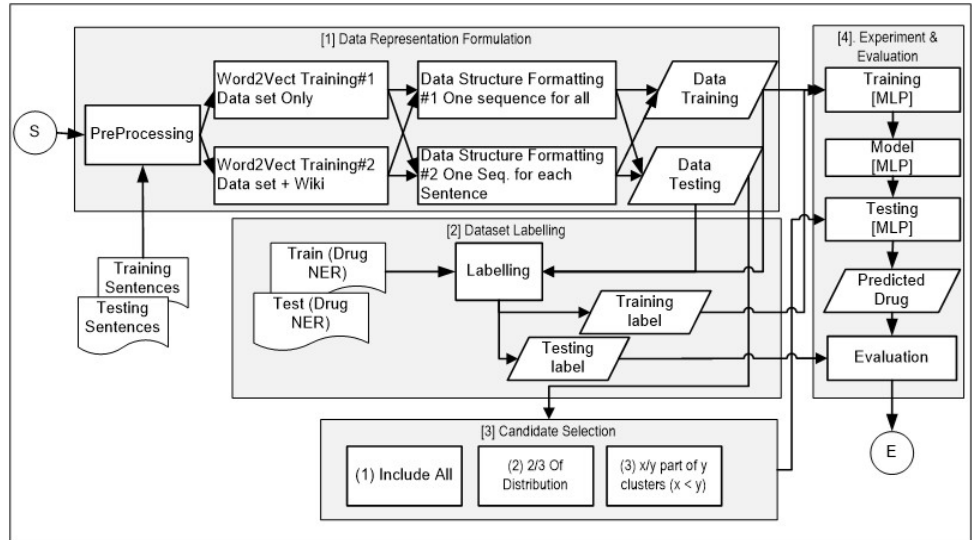 [1] Data Representation Formulation
S
PreProcessing
Word2Vect Training#1
Data set Only
Word2Vect Training#2
Data set + Wiki
Data Structure Formatting
#1 One sequence for all
Data Structure Formatting
#2 One Seq. for each
Sentence
Data
Training
Data
Testing
Training
Sentences
Testing
Sentences
[2] Dataset Labelling
Train (Drug
NER)
Test (Drug
NER)
Labelling
Training
label
Testing
label
[3] Candidate Selection
(1) Include All
(2) 2/3 Of
Distribution
(3) x/y part of y
clusters (x < y)
[4]. Experiment &
Evaluation
Training
[MLP]
Model
[MLP]
Testing
[MLP]
Predicted
Drug
Evaluation
E